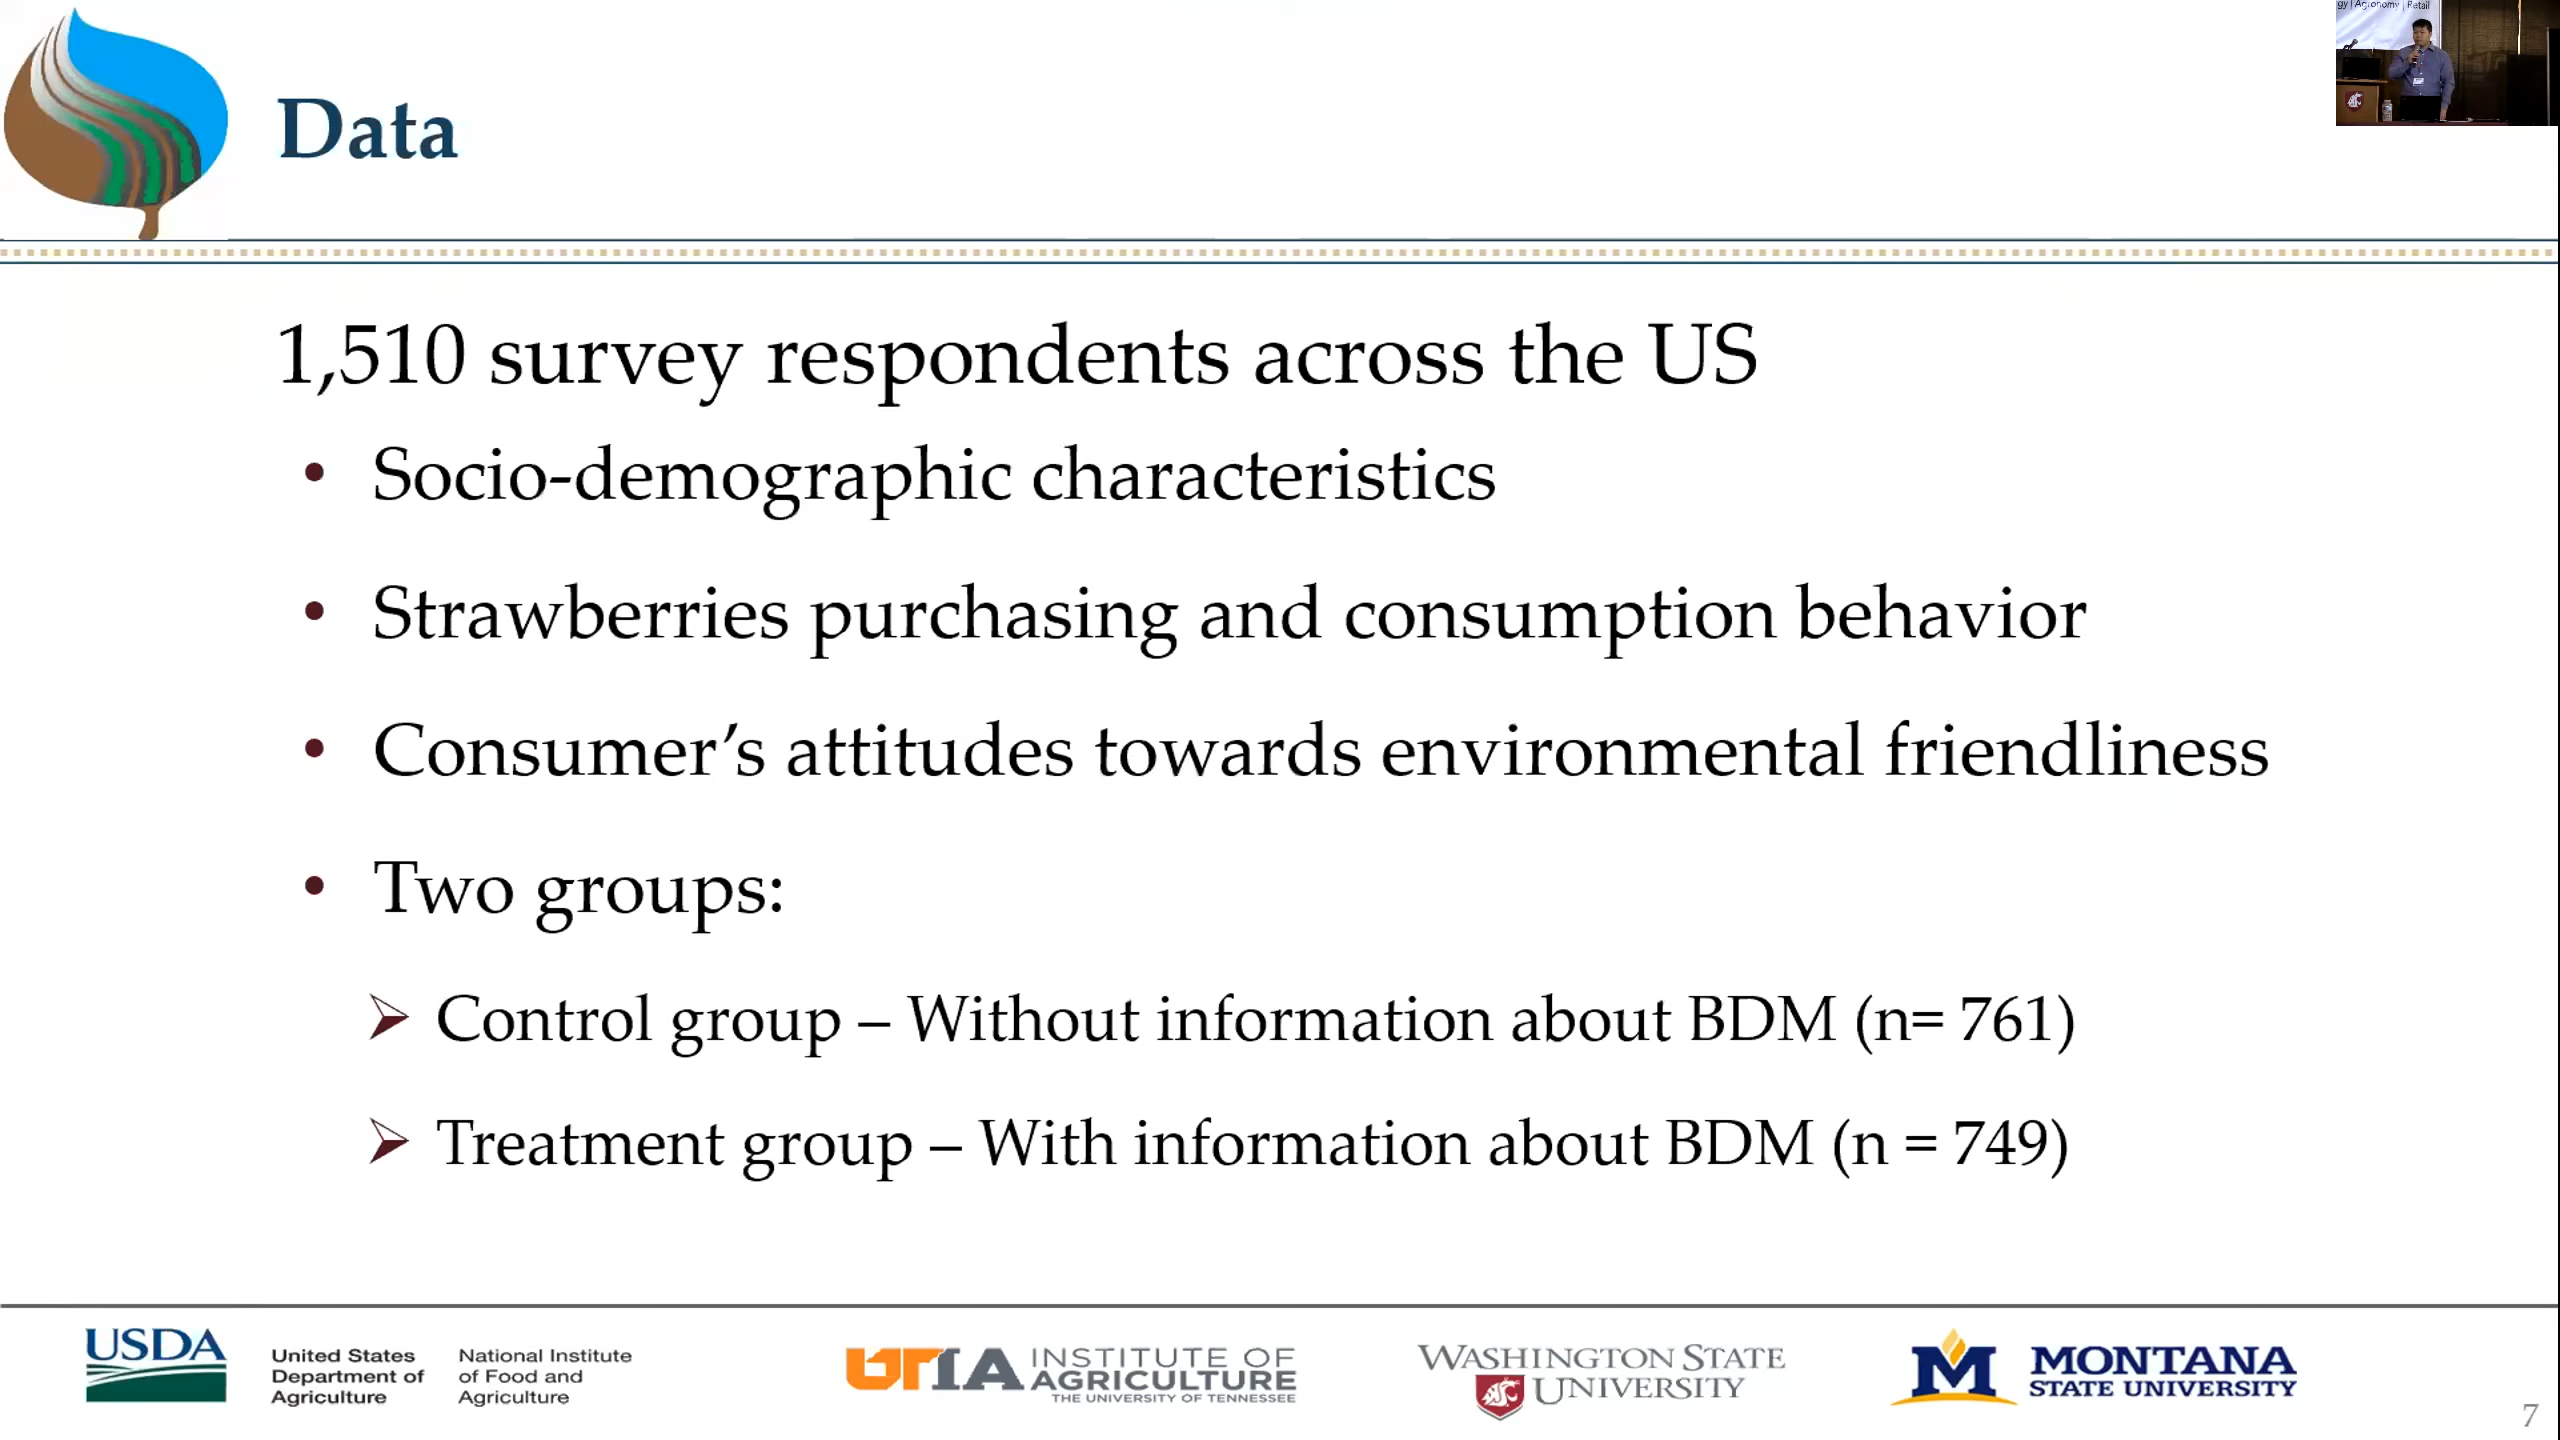 gy | Agronomy | Retail
Data
1,510 survey respondents across the US
• Socio-demographic characteristics
• Strawberries purchasing and consumption behavior
• Consumer’s attitudes towards environmental friendliness
• Two groups:
➢ Control group – Without information about BDM (n= 761)
➢ Treatment group – With information about BDM (n = 749)
USDA
United States
Department of
Agriculture
National Institute
of Food and
Agriculture
UTIA INSTITUTE OF
AGRICULTURE
THE UNIVERSITY OF TENNESSEE
WASHINGTON STATE
UNIVERSITY
M MONTANA
STATE UNIVERSITY
7